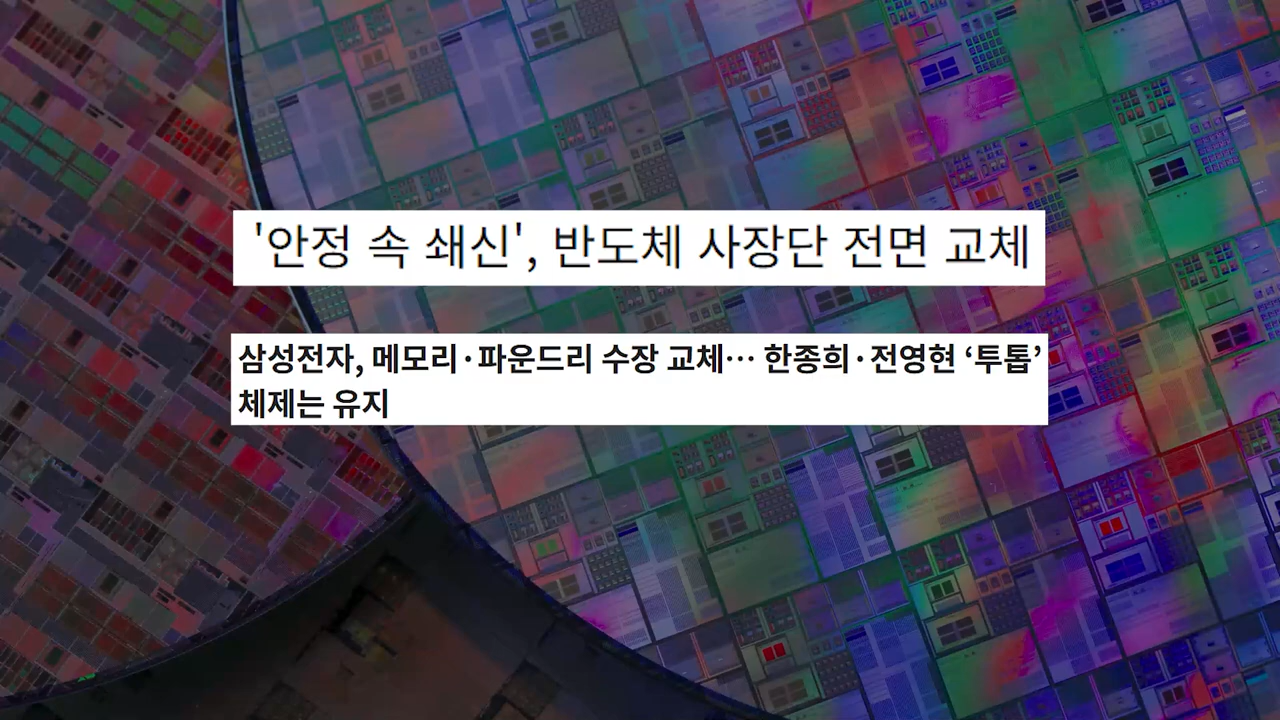 '안정 속 쇄신', 반도체 사장단 전면 교체
삼성전자, 메모리·파운드리 수장 교체… 한종희·전영현 ‘투톱’
체제는 유지